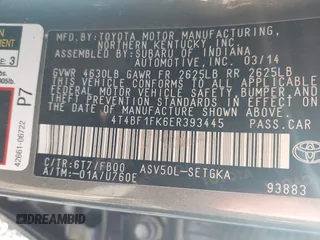 MFD.BY:TOYOTA MOTOR MANUFACTURING,
NORTHERN KENTUCKY, INC.
ASSEMBLED BY:SUBARU OF INDIANA
AUTOMOTIVE, INC. 03/14
GVWR 4630LB GAWR FR 2625LB RR 2625LB
THIS VEHICLE CONFORMS TO ALL APPLICABLE
FEDERAL MOTOR VEHICLE SAFETY, BUMPER, AND
THEFT PREVENTION STANDARDS IN EFFECT ON
THE DATE OF MANUFACTURE SHOWN ABOVE.
4T4BF1FK6ER393445 PASS.CAR
C/TR:6T7/FB00 ASV50L-SETGKA
A/TM:-01A/U760E
93883
TOYOTA
3
P7
42661-06722
© DREAMBID